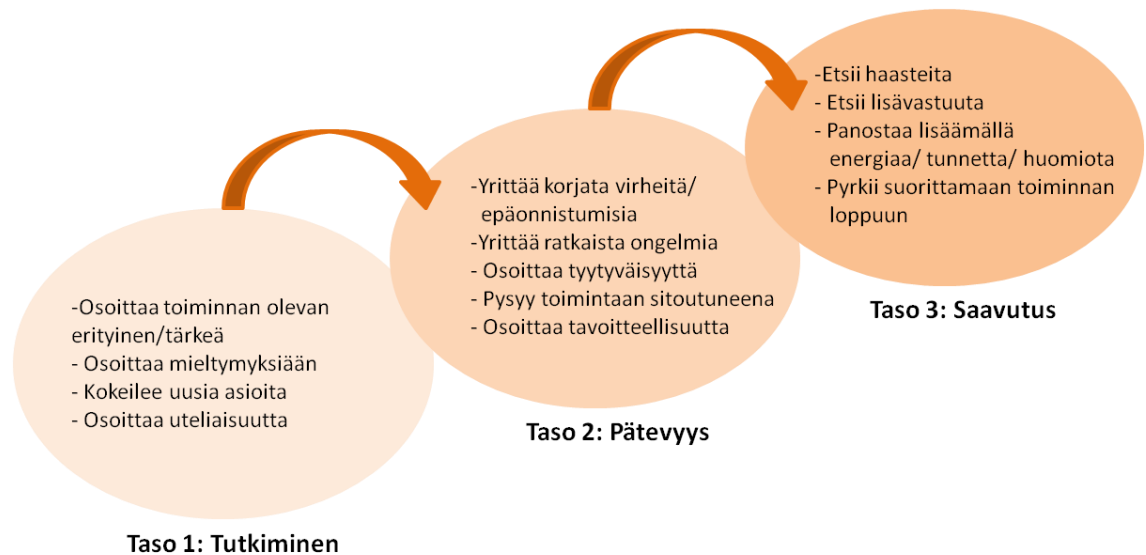 -Osoittaa toiminnan olevan
erityinen/tärkeä
- Osoittaa mieltymyksiään
- Kokeilee uusia asioita
- Osoittaa uteliaisuutta
Taso 1: Tutkiminen
-Yrittää korjata virheitä/
epäonnistumisia
-Yrittää ratkaista ongelmia
- Osoittaa tyytyväisyyttä
- Pysyy toimintaan sitoutuneena
- Osoittaa tavoitteellisuutta
Taso 2: Pätevyys
-Etsii haasteita
- Etsii lisävastuuta
- Panostaa lisäämällä
energiaa/ tunnetta/ huomiota
- Pyrkii suorittamaan toiminnan
loppuun
Taso 3: Saavutus